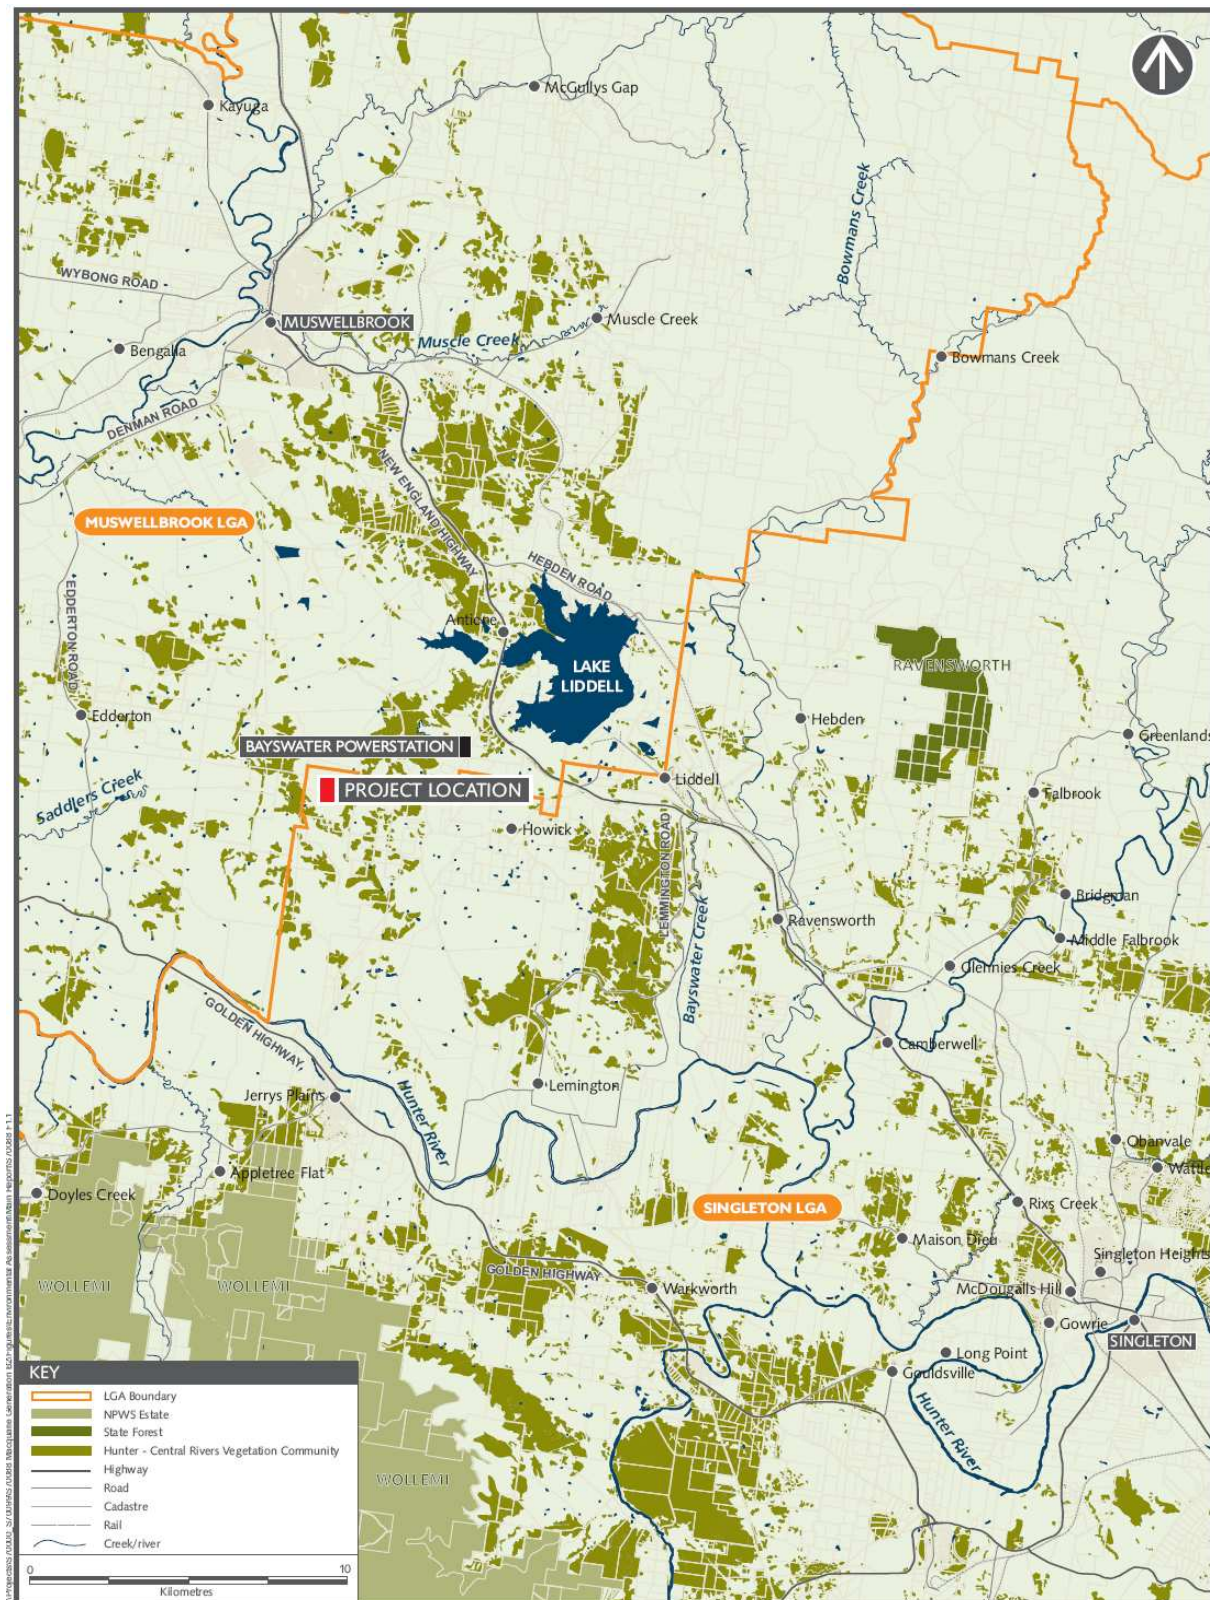 McGullys Gap
Kayuga
Bowmans Creek
WYBONG ROAD
MUSWELLBROOK
Muscle Creek
Muscle Creek
Bengalla
Bowmans Creek
DENMAN ROAD
NEW ENGLAND HIGHWAY
MUSWELLBROOK LGA
HEBDEN ROAD
EDDERTON ROAD
Antiene
LAKE
LIDDELL
RAVENSWORTH
Edderton
Hebden
Greenlands
BAYSWATER POWERSTATION
Liddell
PROJECT LOCATION
Saddlers Creek
Falbrook
Howick
LEMMINGTON ROAD
Bridgman
Bayswater Creek
Ravensworth
Middle Falbrook
Glennies Creek
GOLDEN HIGHWAY
Camberwell
Hunter River
Lemington
Jerrys Plains
Obanvale
Wattle
Appletree Flat
Doyles Creek
SINGLETON LGA
Rixs Creek
Maison Dieu
Singleton Heights
WOLLEMI
WOLLEMI
GOLDEN HIGHWAY
Warkworth
McDougalls Hill
Gowrie
SINGLETON
Long Point
Gouldsville
Hunter River
WOLLEMI
KEY
LGA Boundary
NPWS Estate
State Forest
Hunter - Central Rivers Vegetation Community
Highway
Road
Cadastre
Rail
Creek/river
0 10
Kilometres